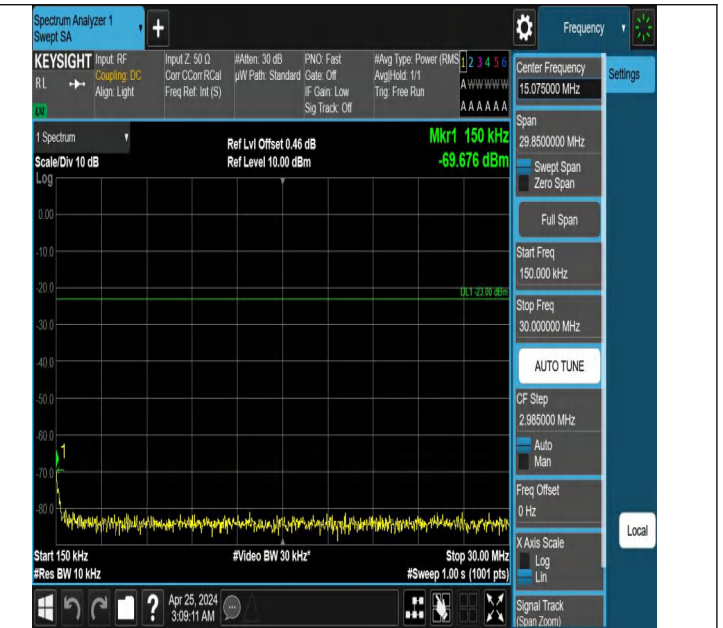 Spectrum Analyzer 1
Swept SA
+
Frequency
KEYSIGHT
RL
LXI
Input: RF
Coupling: DC
Align: Light
Input Z: 50 Ω
Corr CCorr RCal
Freq Ref: Int (S)
#Atten: 30 dB
µW Path: Standard
PNO: Fast
Gate: Off
IF Gain: Low
Sig Track: Off
#Avg Type: Power (RMS
Avg|Hold: 1/1
Trig: Free Run
1 2 3 4 5 6
A W W W W W
A A A A A A
1 Spectrum
Scale/Div 10 dB
Ref Lvl Offset 0.46 dB
Ref Level 10.00 dBm
Mkr1 150 kHz
-69.676 dBm
Log
0.00
-10.0
-20.0
DL1 -23.00 dBm
-30.0
-40.0
-50.0
-60.0
1
-70.0
-80.0
Start 150 kHz
#Video BW 30 kHz*
Stop 30.00 MHz
#Res BW 10 kHz
#Sweep 1.00 s (1001 pts)
?
Apr 25, 2024
3:09:11 AM
Center Frequency
15.075000 MHz
Settings
Span
29.8500000 MHz
Swept Span
Zero Span
Full Span
Start Freq
150.000 kHz
Stop Freq
30.000000 MHz
AUTO TUNE
CF Step
2.985000 MHz
Auto
Man
Freq Offset
0 Hz
Local
X Axis Scale
Log
Lin
Signal Track
(Span Zoom)